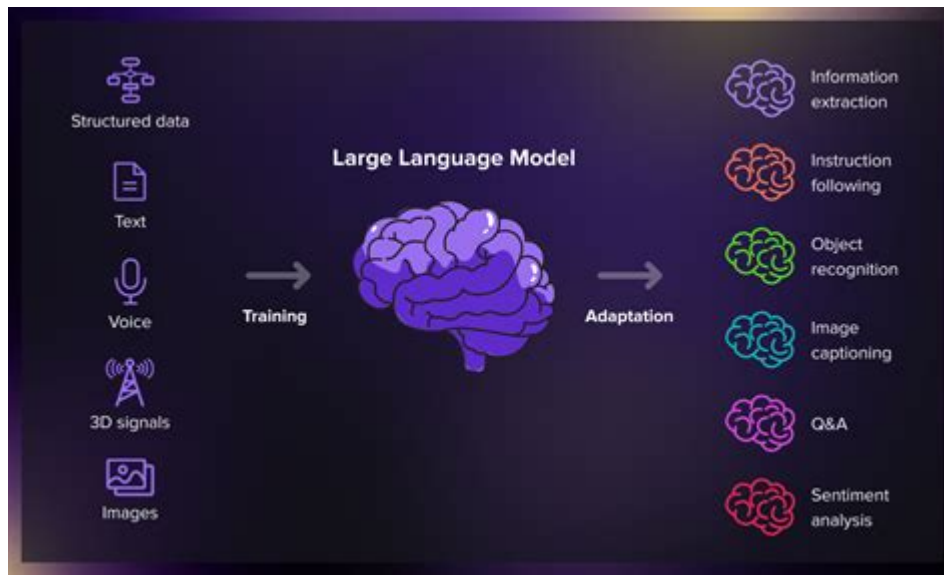 Structured data
Text
Voice
3D signals
Images
Training
Large Language Model
Adaptation
Information
extraction
Instruction
following
Object
recognition
Image
captioning
Q&A
Sentiment
analysis